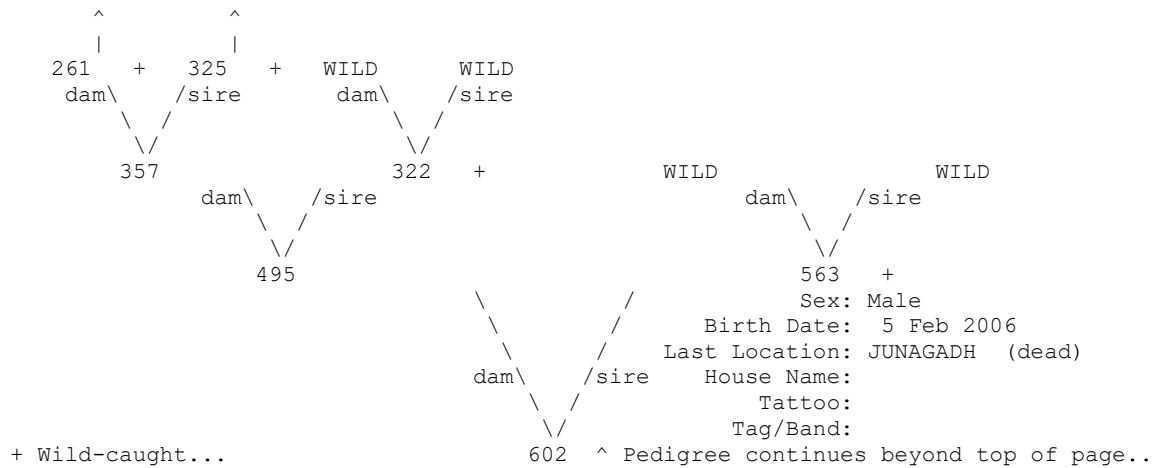 ^ ^
| |
261 + 325 + WILD WILD
dam\ /sire dam\ /sire
\ / \ /
\/ \/
357 322 + WILD WILD
dam\ /sire dam\ /sire
\ / \ /
\/ \/
495 563 +
\ / Sex: Male
\ / Birth Date: 5 Feb 2006
\ / Last Location: JUNAGADH (dead)
dam\ /sire House Name:
\ / Tattoo:
\/ Tag/Band:
+ Wild-caught... 602 ^ Pedigree continues beyond top of page..